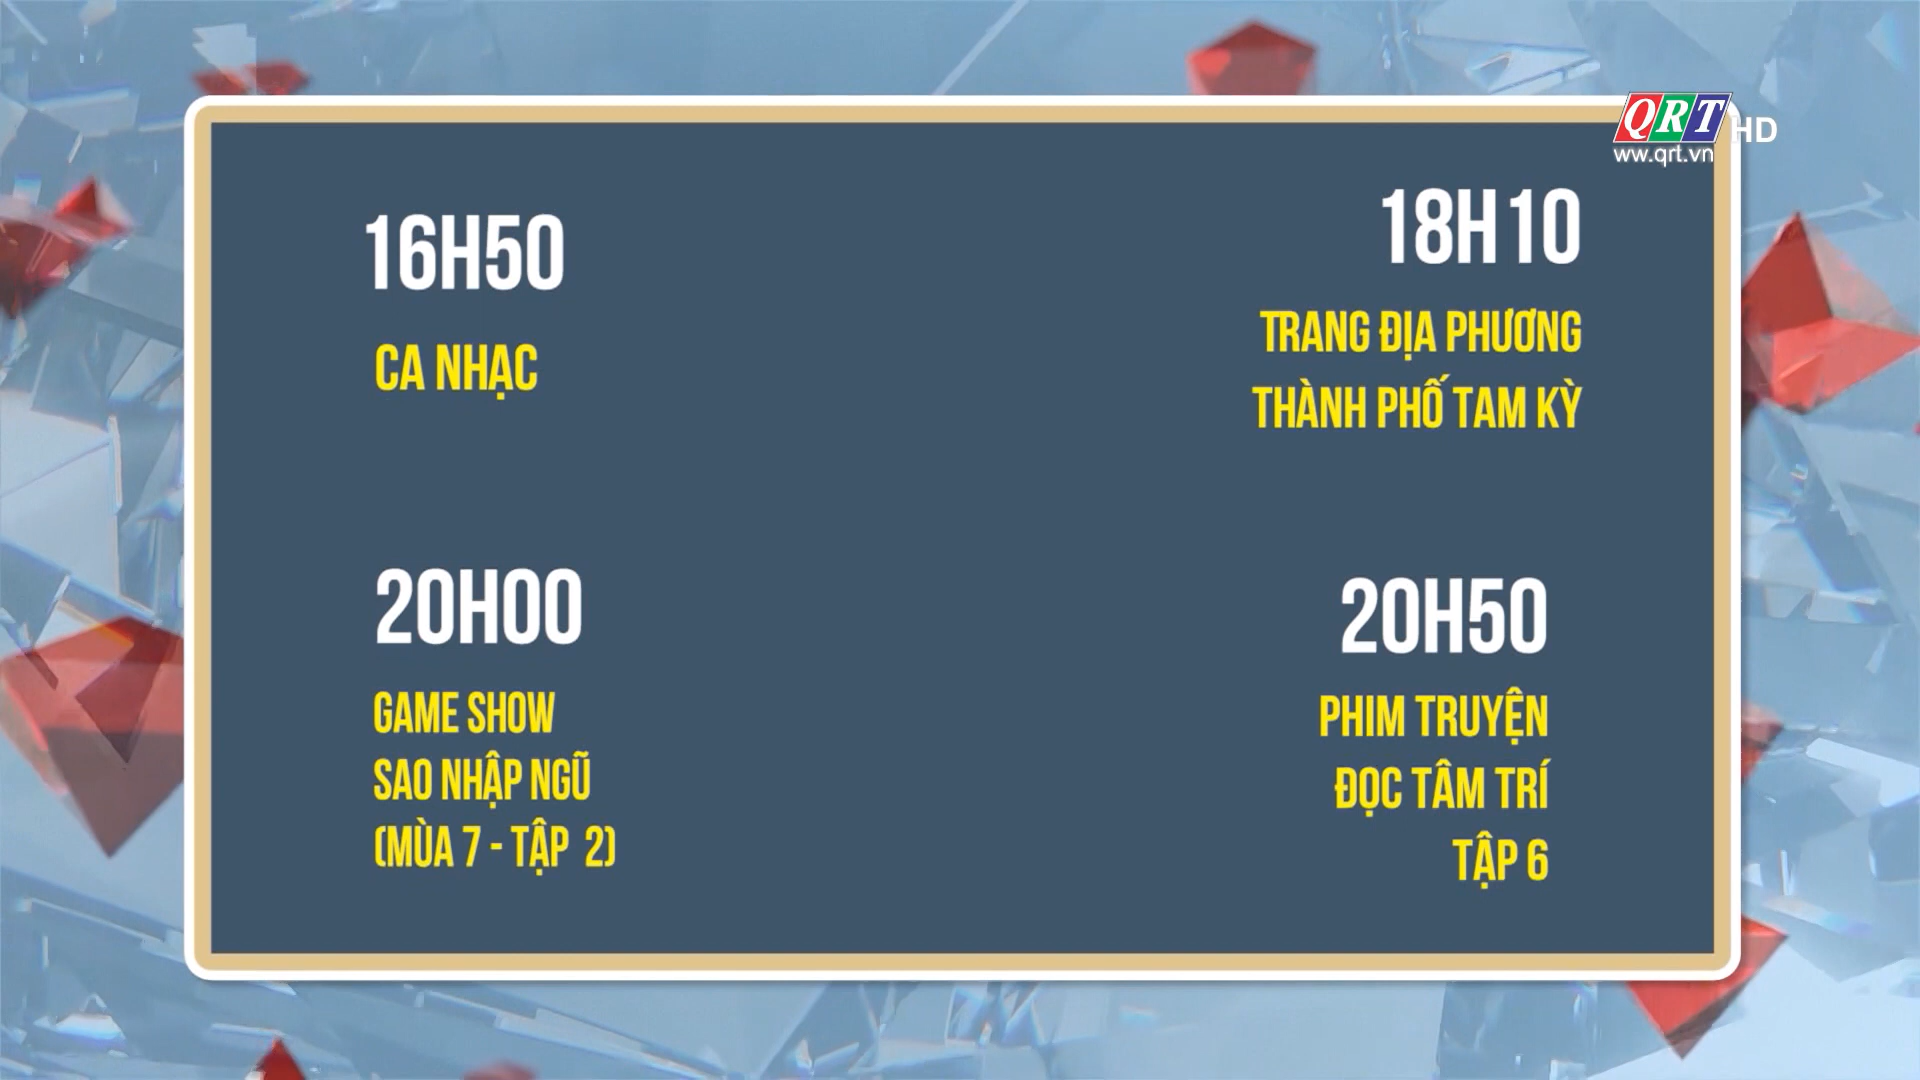 QRT HD
ww.qrt.vn
16H50
CA NHẠC
18H10
TRANG ĐỊA PHƯƠNG
THÀNH PHỐ TAM KỲ
20H00
GAME SHOW
SAO NHẬP NGŨ
(MÙA 7 - TẬP 2)
20H50
PHIM TRUYỆN
ĐỌC TÂM TRÍ
TẬP 6